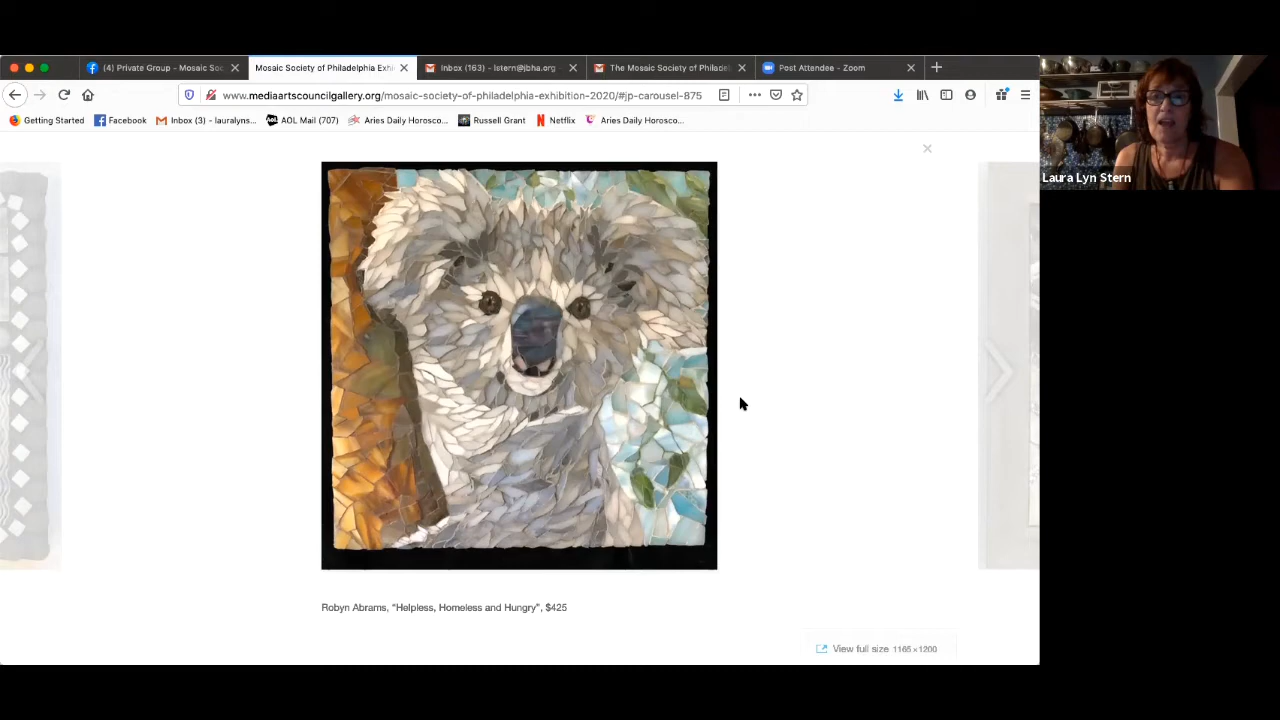 (4) Private Group - Mosaic Soc
Mosaic Society of Philadelphia Exhi
Inbox (163) - lstern@jbha.org
The Mosaic Society of Philadel
Post Attendee - Zoom
www.mediaartscouncilgallery.org/mosaic-society-of-philadelphia-exhibition-2020/#jp-carousel-875
Getting Started
Facebook
Inbox (3) - lauralyns...
AOL Mail (707)
Aries Daily Horosco...
Russell Grant
Netflix
Aries Daily Horosco...
Laura Lyn Stern
Robyn Abrams, “Helpless, Homeless and Hungry”, $425
View full size 1165×1200